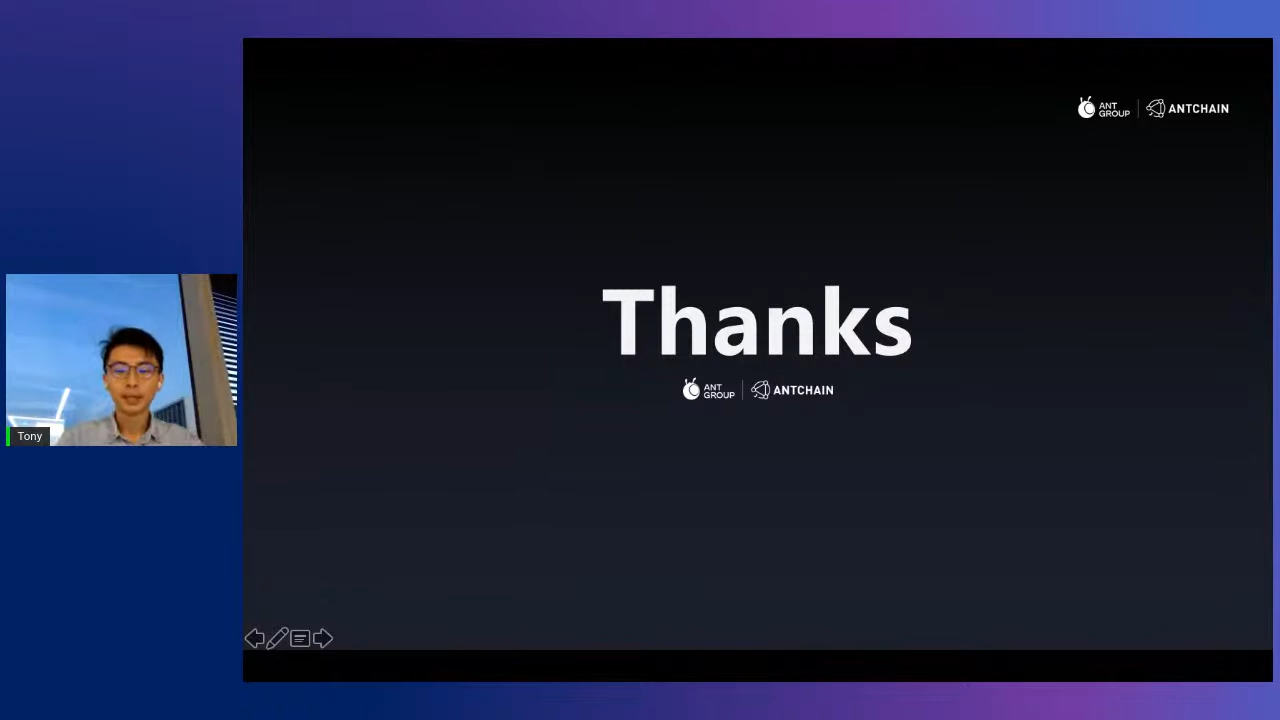 ANT
GROUP
ANTCHAIN
Thanks
ANT
GROUP
ANTCHAIN
Tony